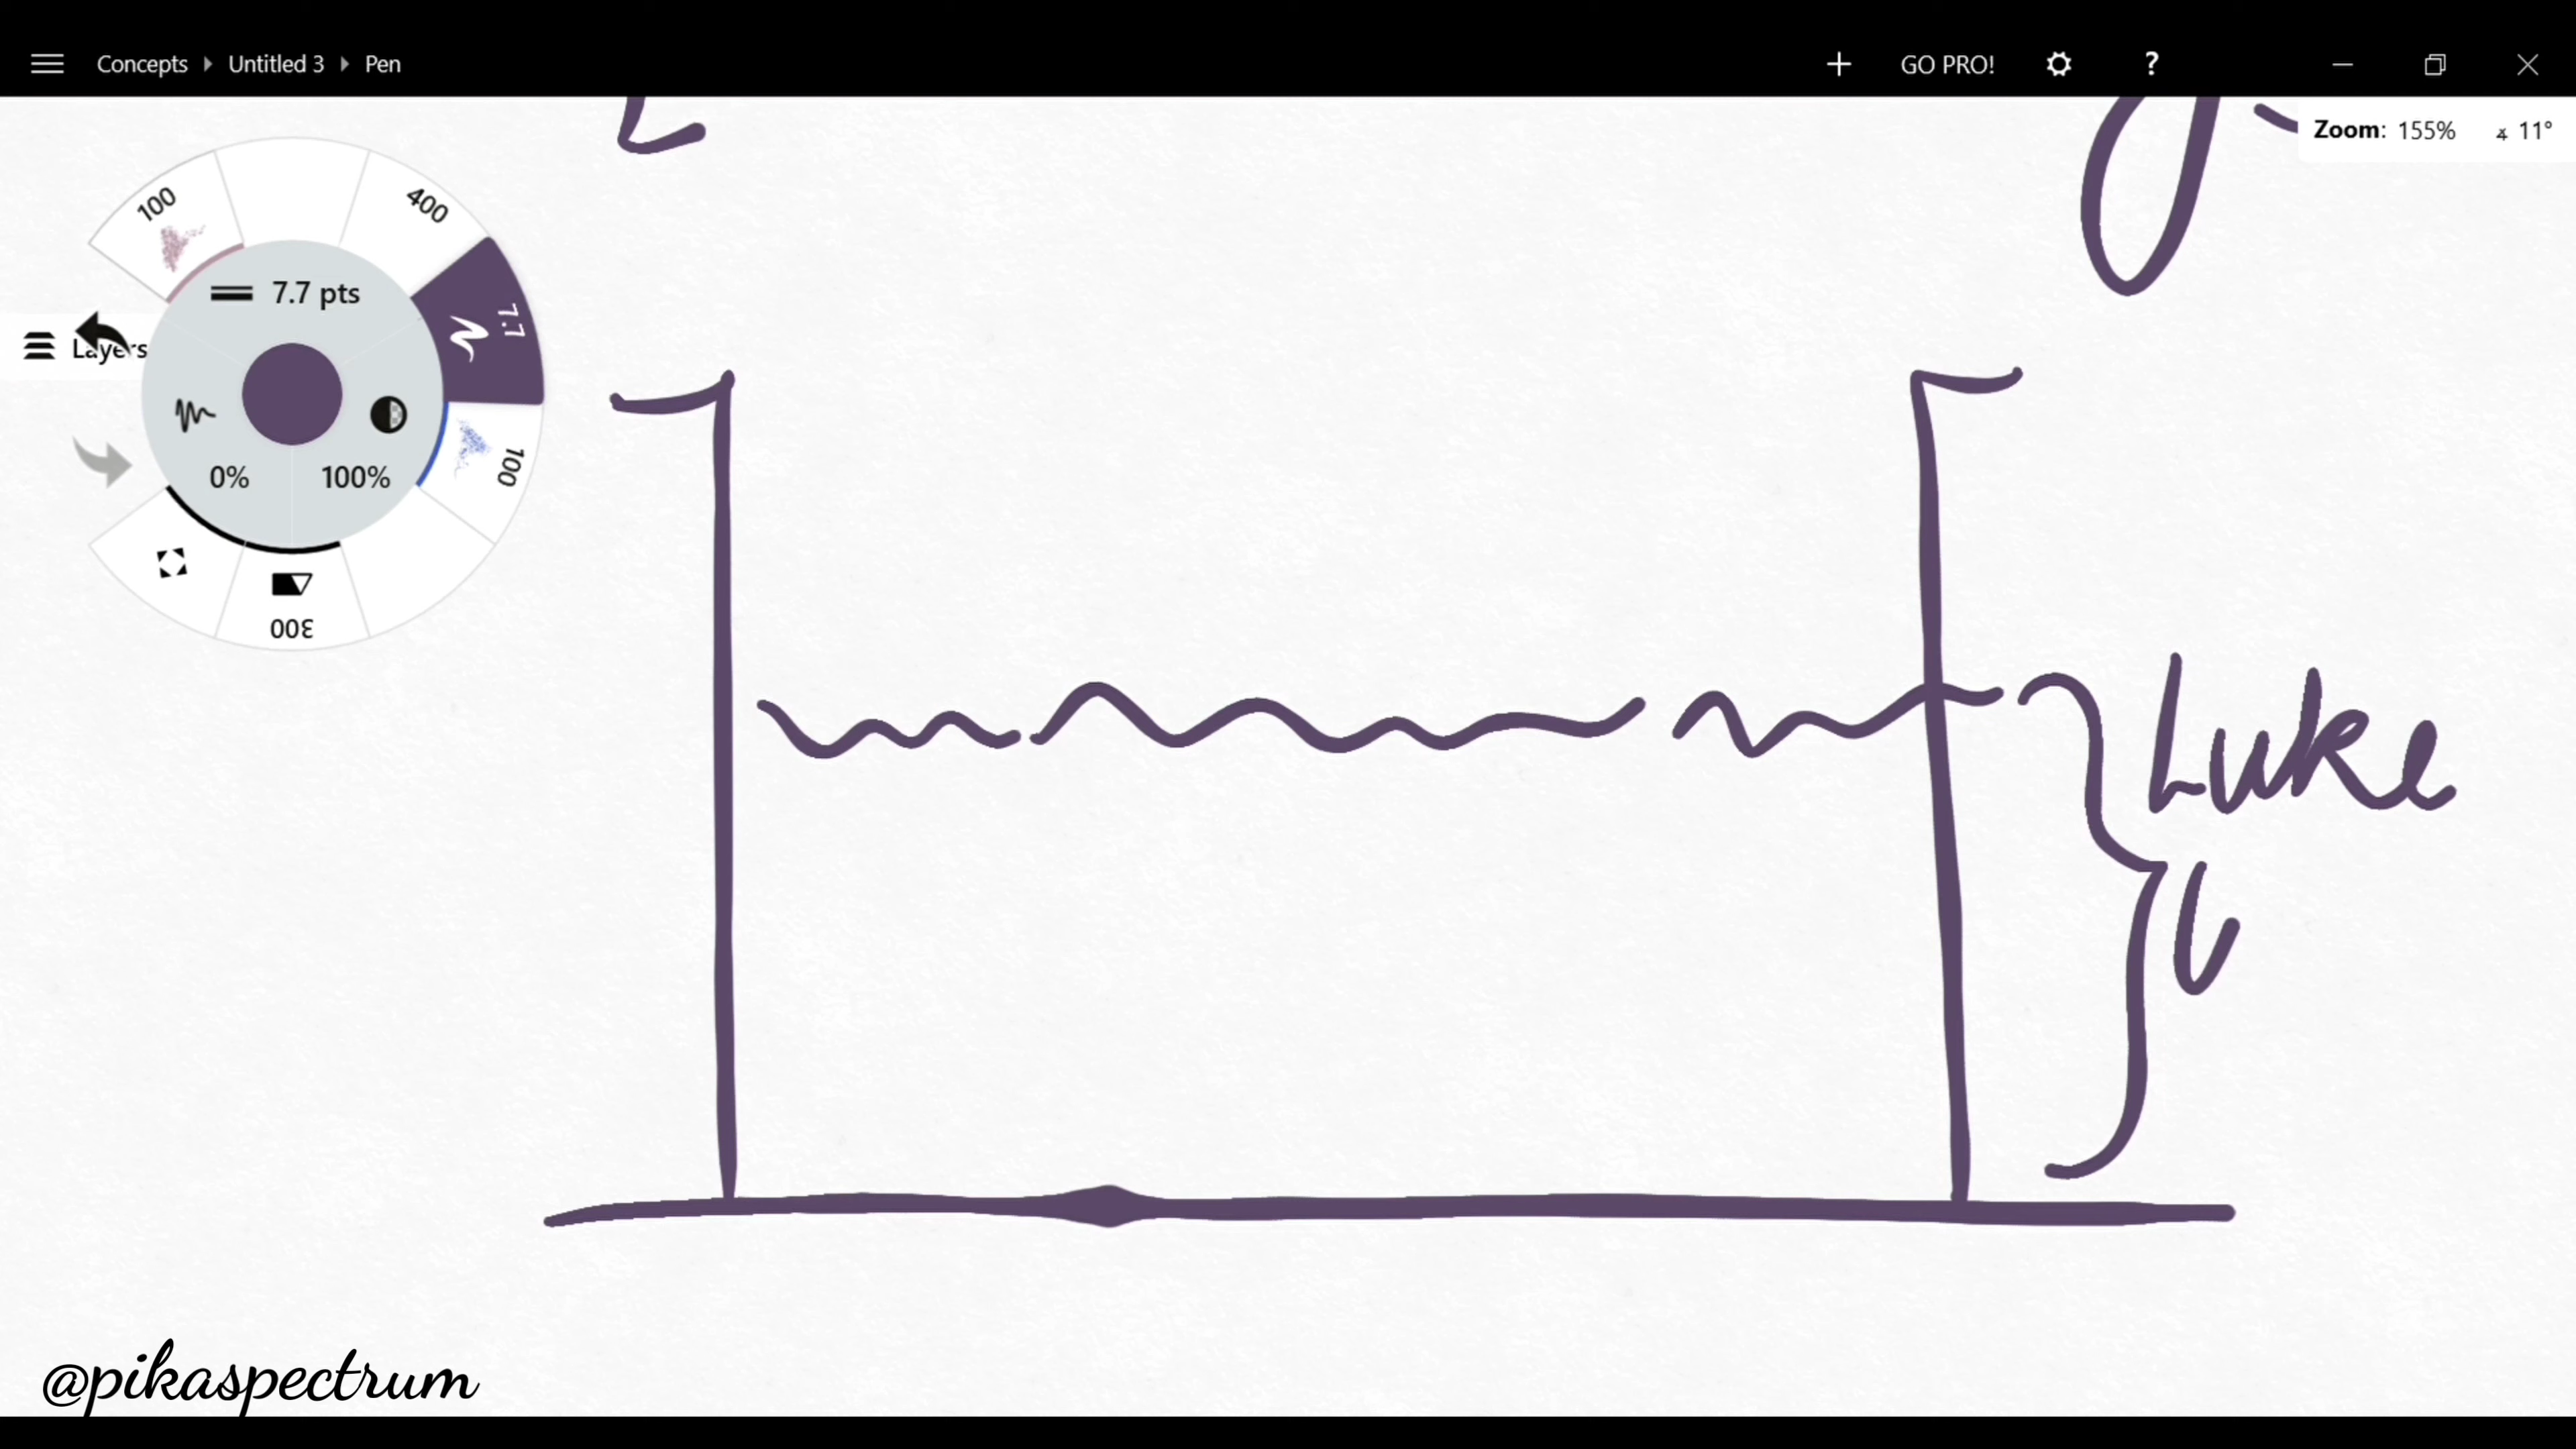 Concepts Untitled 3 Pen
GO PRO!
?
Zoom: 155% 11°
100
400
7.7 pts
7.7
Layers
0% 100%
100
300
Luke
@pikaspectrum